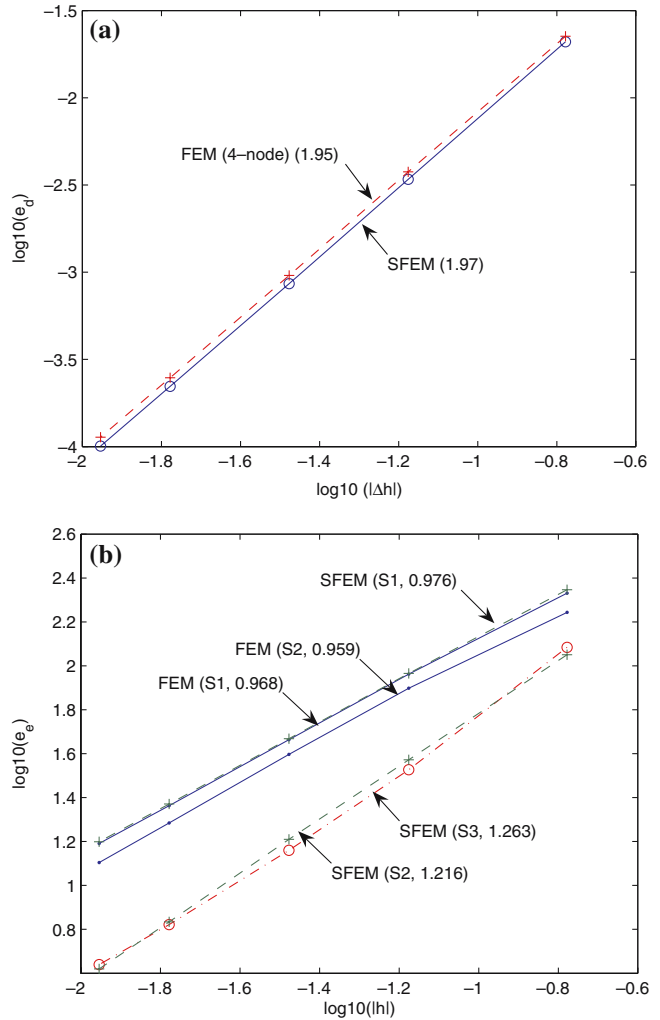 (a)
−1.5
−2
−2.5
−3
−3.5
−4
log10(e_d)
FEM (4−node) (1.95)
SFEM (1.97)
−2 −1.8 −1.6 −1.4 −1.2 −1 −0.8 −0.6
log10 (|Δh|)
(b)
2.6
2.4
2.2
2.0
1.8
1.6
1.4
1.2
1
0.8
log10(e_e)
SFEM (S1, 0.976)
FEM (S2, 0.959)
FEM (S1, 0.968)
SFEM (S3, 1.263)
SFEM (S2, 1.216)
−2 −1.8 −1.6 −1.4 −1.2 −1 −0.8 −0.6
log10(|h|)